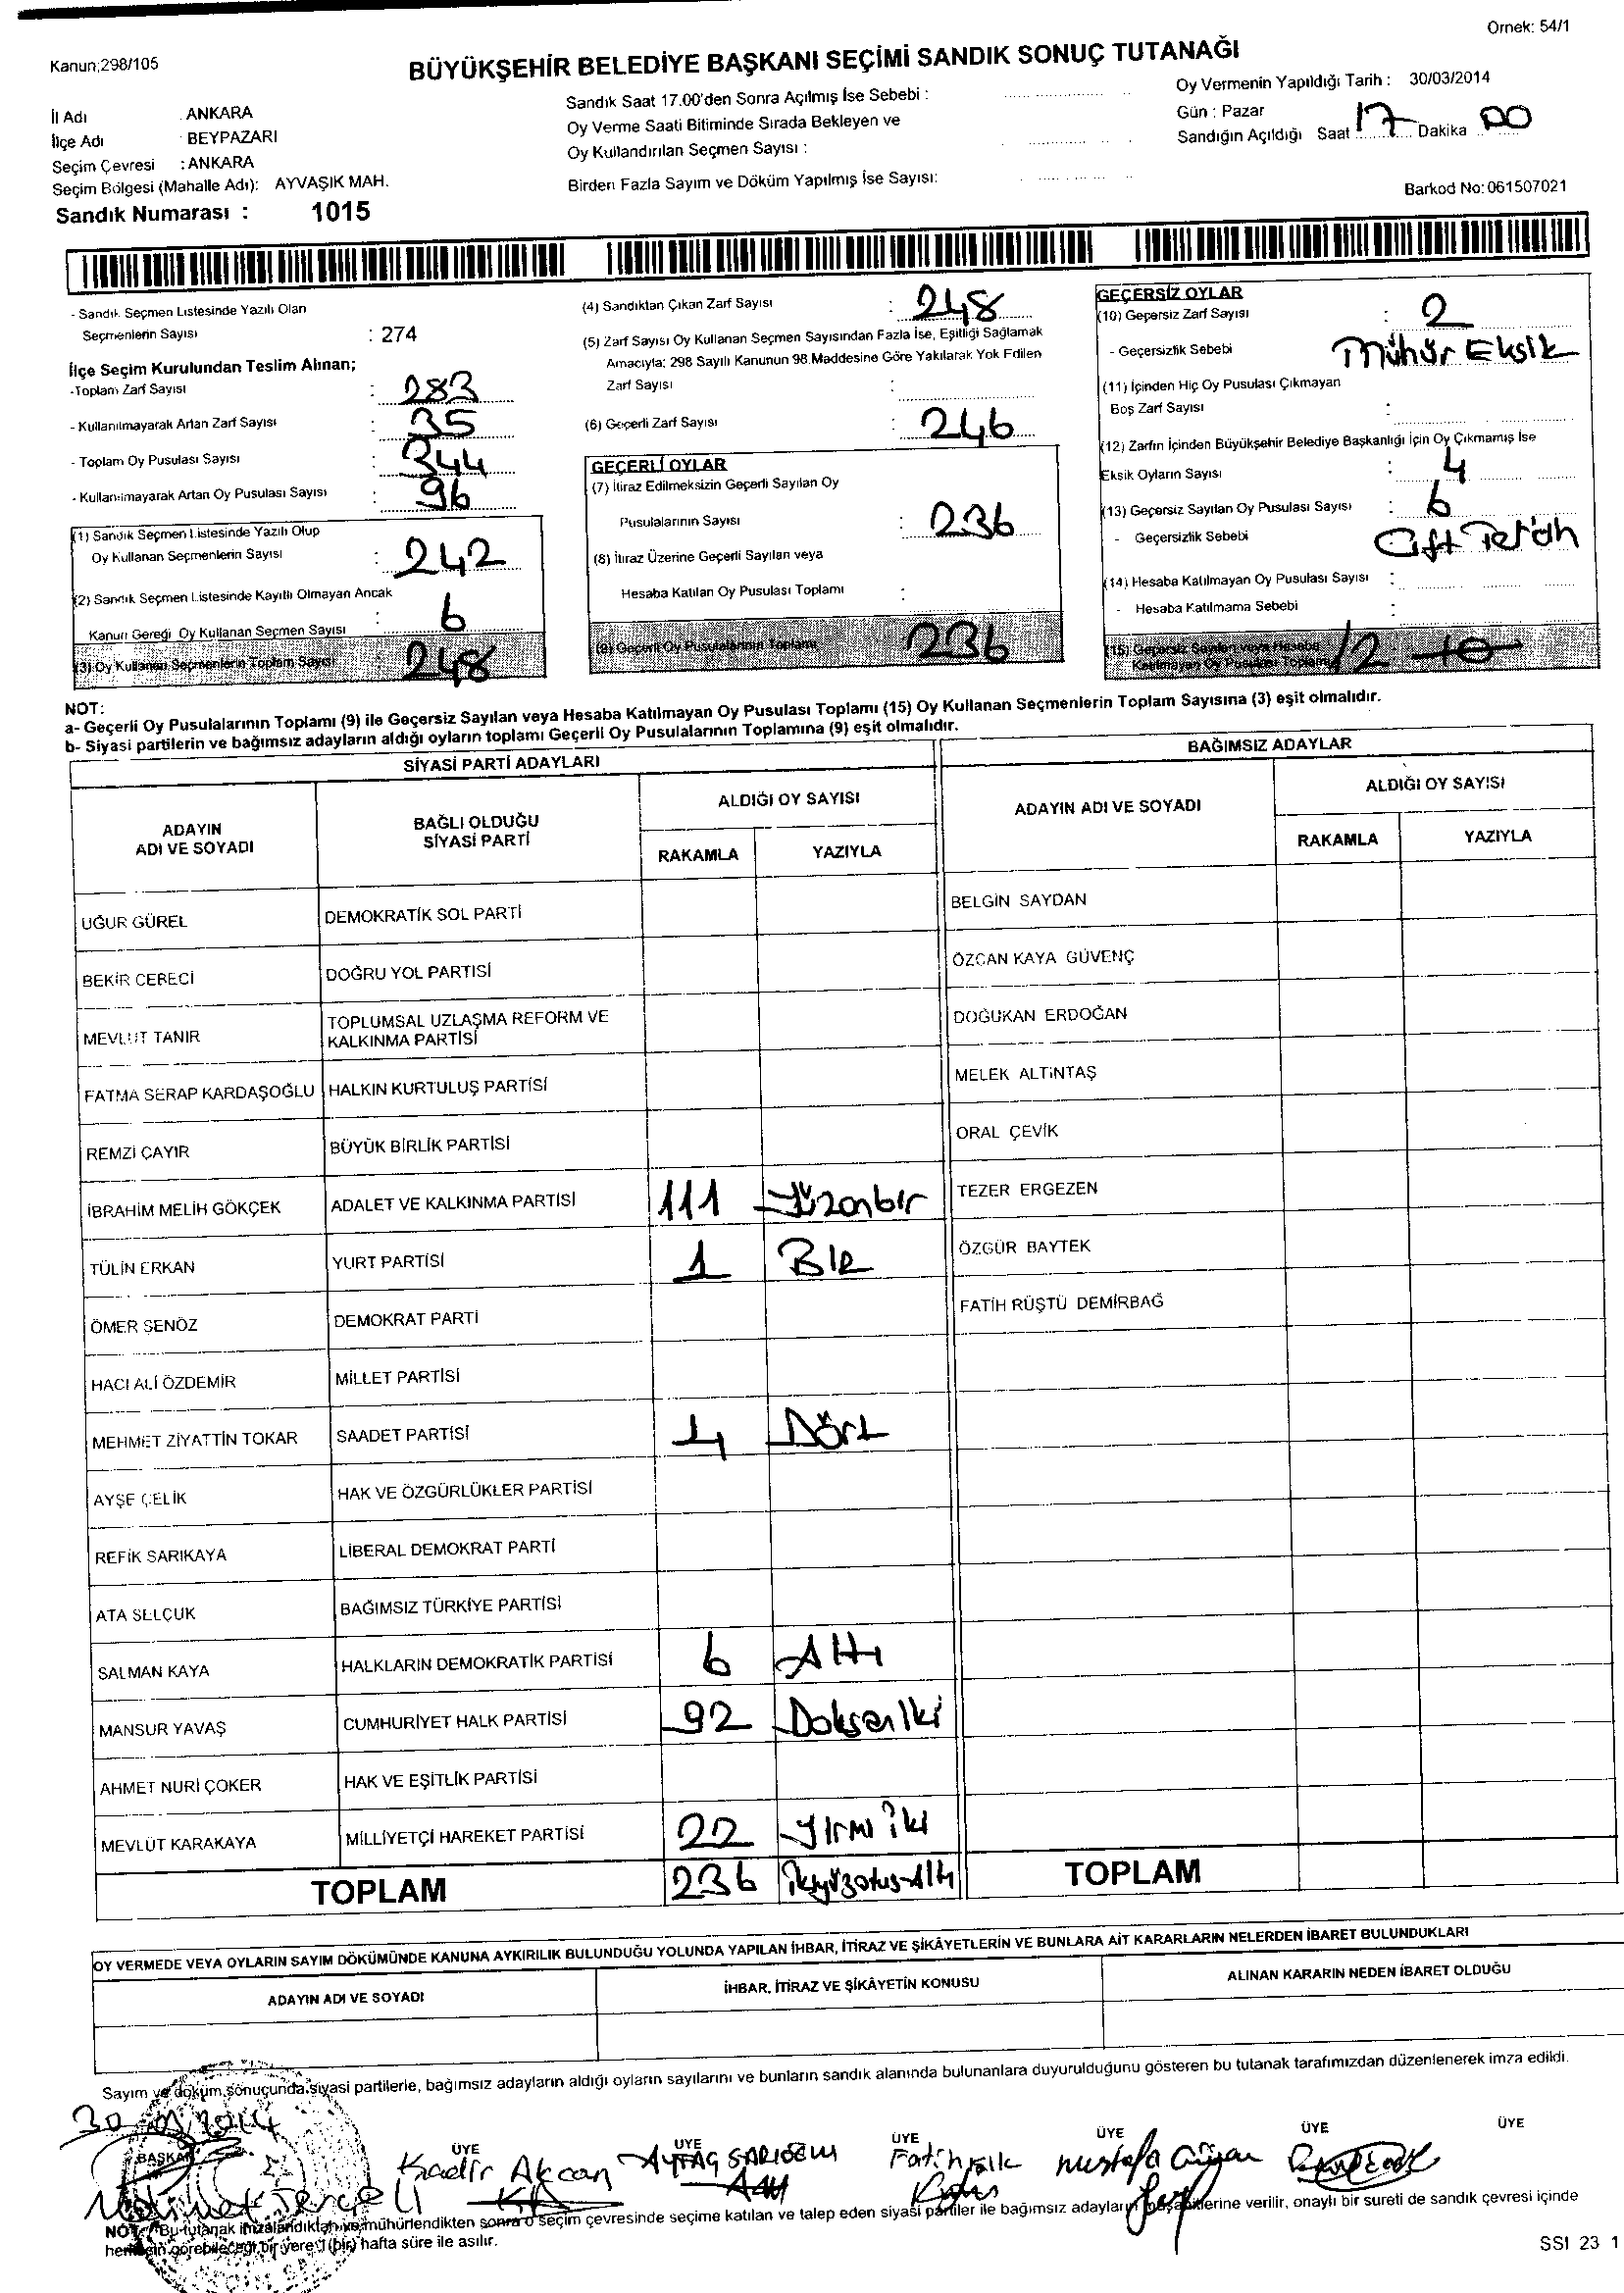 Örnek: 54/1
Kanun;298/105
BÜYÜKŞEHİR BELEDİYE BAŞKANI SEÇİMİ SANDIK SONUÇ TUTANAĞI
İl Adı : ANKARA
İlçe Adı : BEYPAZARI
Seçim Çevresi : ANKARA
Seçim Bölgesi (Mahalle Adı): AYVAŞIK MAH.
Sandık Numarası : 1015
Sandık Saat 17.00'den Sonra Açılmış İse Sebebi :
Oy Verme Saati Bitiminde Sırada Bekleyen ve
Oy Kullandırılan Seçmen Sayısı :
Birden Fazla Sayım ve Döküm Yapılmış İse Sayısı:
Oy Vermenin Yapıldığı Tarih : 30/03/2014
Gün : Pazar
Sandığın Açıldığı Saat 17 Dakika 00
Barkod No: 061507021
- Sandık Seçmen Listesinde Yazılı Olan
Seçmenlerin Sayısı : 274
İlçe Seçim Kurulundan Teslim Alınan;
-Toplam Zarf Sayısı : 283
- Kullanılmayarak Artan Zarf Sayısı : 35
- Toplam Oy Pusulası Sayısı : 344
- Kullanılmayarak Artan Oy Pusulası Sayısı : 96
(1) Sandık Seçmen Listesinde Yazılı Olup
Oy Kullanan Seçmenlerin Sayısı : 242
(2) Sandık Seçmen Listesinde Kayıtlı Olmayan Ancak
Kanun Gereği Oy Kullanan Seçmen Sayısı : 6
(3) Oy Kullanan Seçmenlerin Toplam Sayısı 248
(4) Sandıktan Çıkan Zarf Sayısı : 248
(5) Zarf Sayısı Oy Kullanan Seçmen Sayısından Fazla İse, Eşitliği Sağlamak
Amacıyla; 298 Sayılı Kanunun 98.Maddesine Göre Yakılarak Yok Edilen
Zarf Sayısı :
(6) Geçerli Zarf Sayısı : 246
GEÇERLİ OYLAR
(7) İtiraz Edilmeksizin Geçerli Sayılan Oy
Pusulalarının Sayısı : 236
(8) İtiraz Üzerine Geçerli Sayılan veya
Hesaba Katılan Oy Pusulası Toplamı :
(9) Geçerli Oy Pusulalarının Toplamı 236
GEÇERSİZ OYLAR
(10) Geçersiz Zarf Sayısı : 2
- Geçersizlik Sebebi Mühür Eksik
(11) İçinden Hiç Oy Pusulası Çıkmayan
Boş Zarf Sayısı :
(12) Zarfın İçinden Büyükşehir Belediye Başkanlığı İçin Oy Çıkmamış İse
Eksik Oyların Sayısı : 4
(13) Geçersiz Sayılan Oy Pusulası Sayısı : 6
- Geçersizlik Sebebi Çift Tercih
(14) Hesaba Katılmayan Oy Pusulası Sayısı :
- Hesaba Katılmama Sebebi :
(15) Geçersiz Sayılan veya Hesaba
Katılmayan Oy Pusulası Toplamı 12 10
NOT:
a- Geçerli Oy Pusulalarının Toplamı (9) ile Geçersiz Sayılan veya Hesaba Katılmayan Oy Pusulası Toplamı (15) Oy Kullanan Seçmenlerin Toplam Sayısına (3) eşit olmalıdır.
b- Siyasi partilerin ve bağımsız adayların aldığı oyların toplamı Geçerli Oy Pusulalarının Toplamına (9) eşit olmalıdır.
SİYASİ PARTİ ADAYLARI
ADAYIN ADI VE SOYADI BAĞLI OLDUĞU SİYASİ PARTİ ALDIĞI OY SAYISI
RAKAMLA YAZIYLA
UĞUR GÜREL DEMOKRATİK SOL PARTİ
BEKİR CERECİ DOĞRU YOL PARTİSİ
MEVLUT TANIR TOPLUMSAL UZLAŞMA REFORM VE KALKINMA PARTİSİ
FATMA SERAP KARDAŞOĞLU HALKIN KURTULUŞ PARTİSİ
REMZİ ÇAYIR BÜYÜK BİRLİK PARTİSİ
İBRAHİM MELİH GÖKÇEK ADALET VE KALKINMA PARTİSİ 111 Yüzonbir
TÜLİN ERKAN YURT PARTİSİ 1 BİR
ÖMER ŞENÖZ DEMOKRAT PARTİ
HACI ALİ ÖZDEMİR MİLLET PARTİSİ
MEHMET ZİYATTİN TOKAR SAADET PARTİSİ 4 Dört
AYŞE ÇELİK HAK VE ÖZGÜRLÜKLER PARTİSİ
REFİK SARIKAYA LİBERAL DEMOKRAT PARTİ
ATA SELÇUK BAĞIMSIZ TÜRKİYE PARTİSİ
SALMAN KAYA HALKLARIN DEMOKRATİK PARTİSİ 6 Altı
MANSUR YAVAŞ CUMHURİYET HALK PARTİSİ 92 Doksaniki
AHMET NURİ ÇOKER HAK VE EŞİTLİK PARTİSİ
MEVLÜT KARAKAYA MİLLİYETÇİ HAREKET PARTİSİ 22 Yirmi iki
TOPLAM 236 ikiyüzotuz-Altı
BAĞIMSIZ ADAYLAR
ADAYIN ADI VE SOYADI ALDIĞI OY SAYISI
RAKAMLA YAZIYLA
BELGİN SAYDAN
ÖZCAN KAYA GÜVENÇ
DOĞUKAN ERDOĞAN
MELEK ALTINTAŞ
ORAL ÇEVİK
TEZER ERGEZEN
ÖZGÜR BAYTEK
FATİH RÜŞTÜ DEMİRBAĞ
TOPLAM
OY VERMEDE VEYA OYLARIN SAYIM DÖKÜMÜNDE KANUNA AYKIRILIK BULUNDUĞU YOLUNDA YAPILAN İHBAR, İTİRAZ VE ŞİKÂYETLERİN VE BUNLARA AİT KARARLARIN NELERDEN İBARET BULUNDUKLARI
ADAYIN ADI VE SOYADI İHBAR, İTİRAZ VE ŞİKÂYETİN KONUSU ALINAN KARARIN NEDEN İBARET OLDUĞU
Sayım ve döküm sonucunda siyasi partilerle, bağımsız adayların aldığı oyların sayılarını ve bunların sandık alanında bulunanlara duyurulduğunu gösteren bu tutanak tarafımızdan düzenlenerek imza edildi.
30/03/2014
BAŞKAN ÜYE ÜYE ÜYE ÜYE ÜYE ÜYE
Kadir Akcan Fatih Mustafa
NOT: Bu tutanak imzalandıktan ve mühürlendikten sonra o seçim çevresinde seçime katılan ve talep eden siyasi partiler ile bağımsız adayların müşahitlerine verilir, onaylı bir sureti de sandık çevresi içinde
herkesin görebileceği bir yere 1 (bir) hafta süre ile asılır.
SSI 23 1